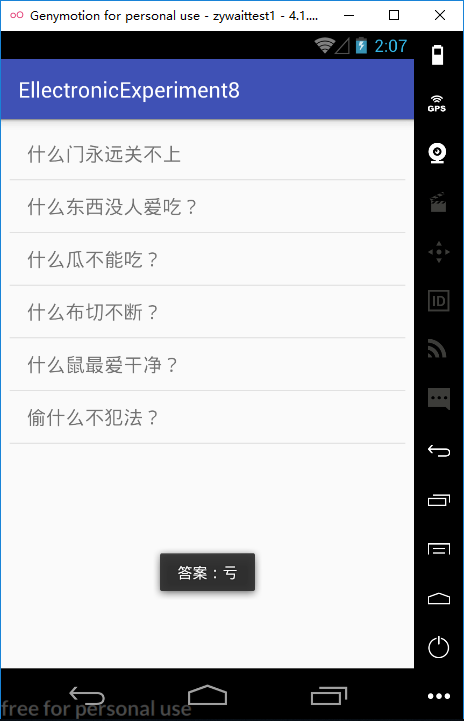 Genymotion for personal use - zywaittest1 - 4.1....
2:07
EllectronicExperiment8
GPS
什么门永远关不上
什么东西没人爱吃？
ID
什么瓜不能吃？
什么布切不断？
什么鼠最爱干净？
偷什么不犯法？
答案：亏
free for personal use